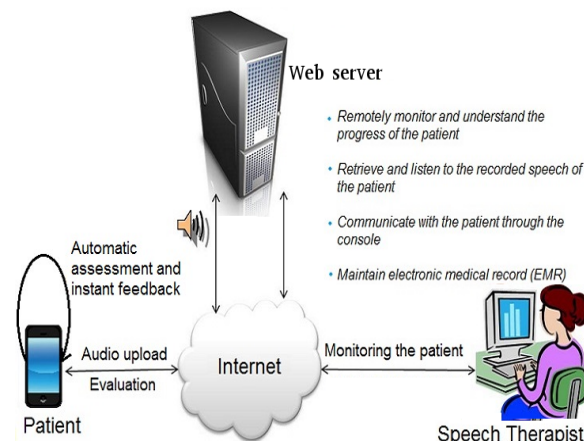 Web server
• Remotely monitor and understand the
progress of the patient
• Retrieve and listen to the recorded speech of
the patient
• Communicate with the patient through the
console
• Maintain electronic medical record (EMR)
Automatic
assessment and
instant feedback
Audio upload
Evaluation
Internet
Monitoring the patient
Patient
Speech Therapist